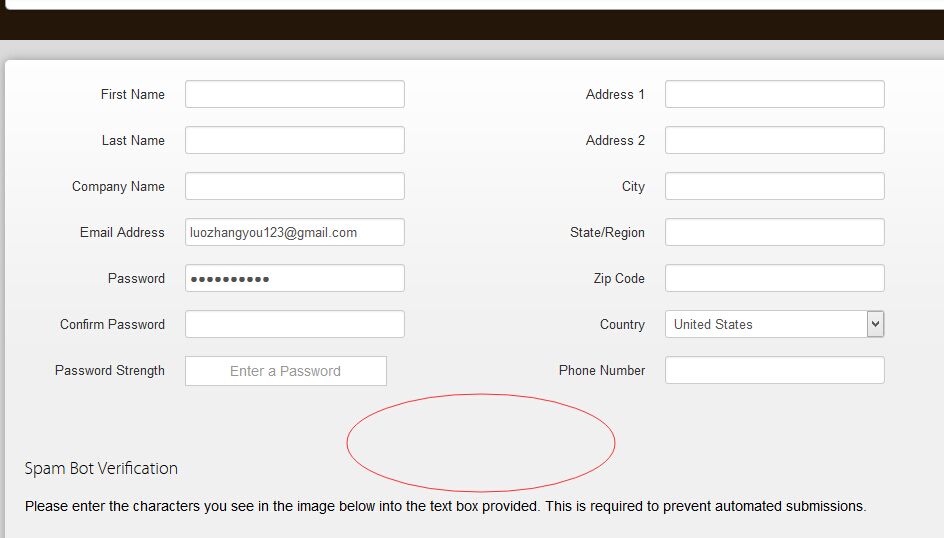 First Name
Address 1
Last Name
Address 2
Company Name
City
Email Address luozhangyou123@gmail.com
State/Region
Password ●●●●●●●●●●
Zip Code
Confirm Password
Country United States
Password Strength Enter a Password
Phone Number
Spam Bot Verification
Please enter the characters you see in the image below into the text box provided. This is required to prevent automated submissions.